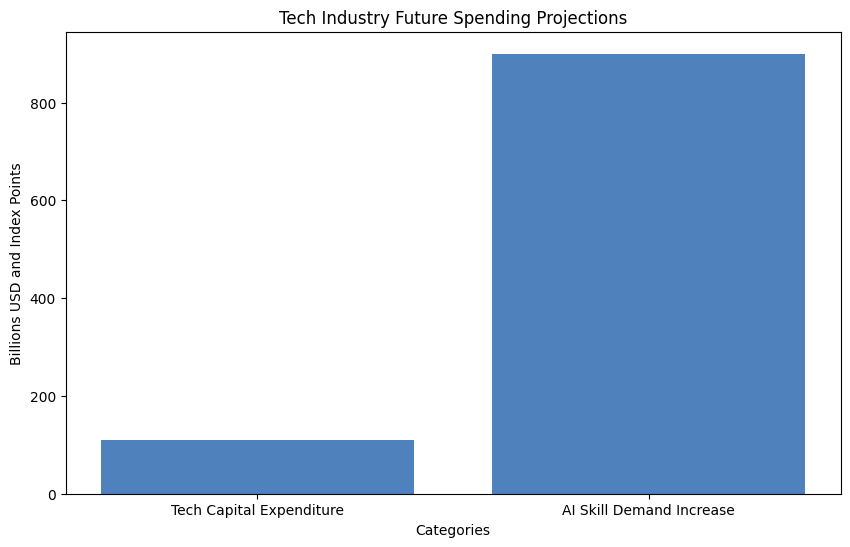 Tech Industry Future Spending Projections
Billions USD and Index Points
800
600
400
200
0
Tech Capital Expenditure
AI Skill Demand Increase
Categories